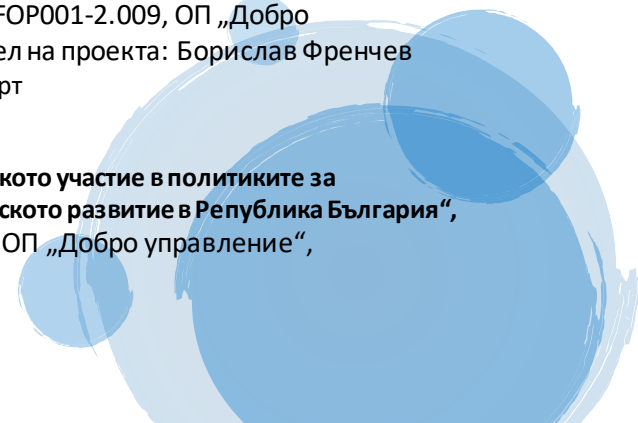 FOP001-2.009, ОП „Добро
ел на проекта: Борислав Френчев
рт
кото участие в политиките за
ското развитие в Република България“,
ОП „Добро управление“,